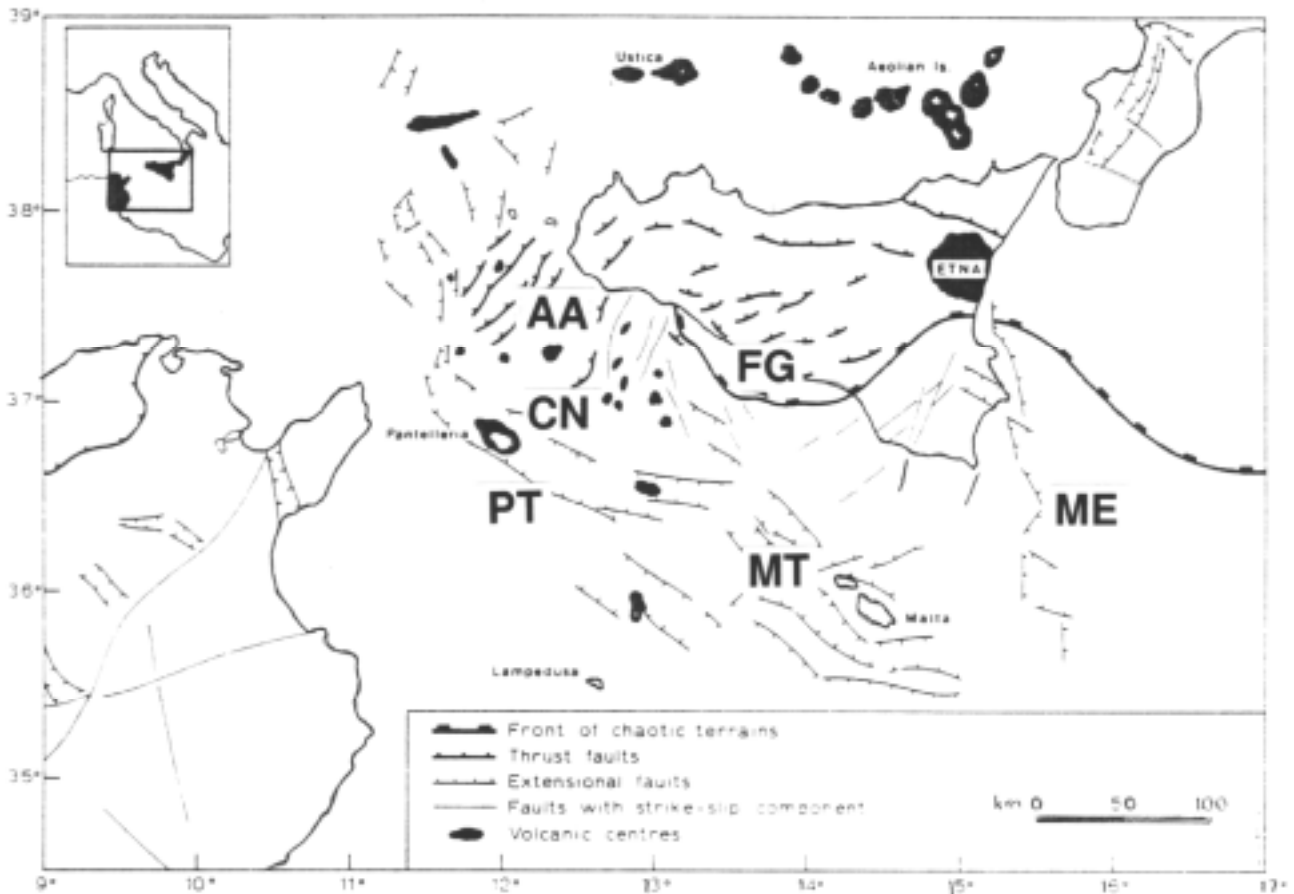 39°
Ustica
Aeolian Is.
38°
ETNA
AA
FG
37°
CN
Pantelleria
PT
ME
MT
36°
Malta
Lampedusa
Front of chaotic terrains
Thrust faults
35°
Extensional faults
Faults with strike-slip component
km 0 50 100
Volcanic centres
9° 10° 11° 12° 13° 14° 15° 16° 17°